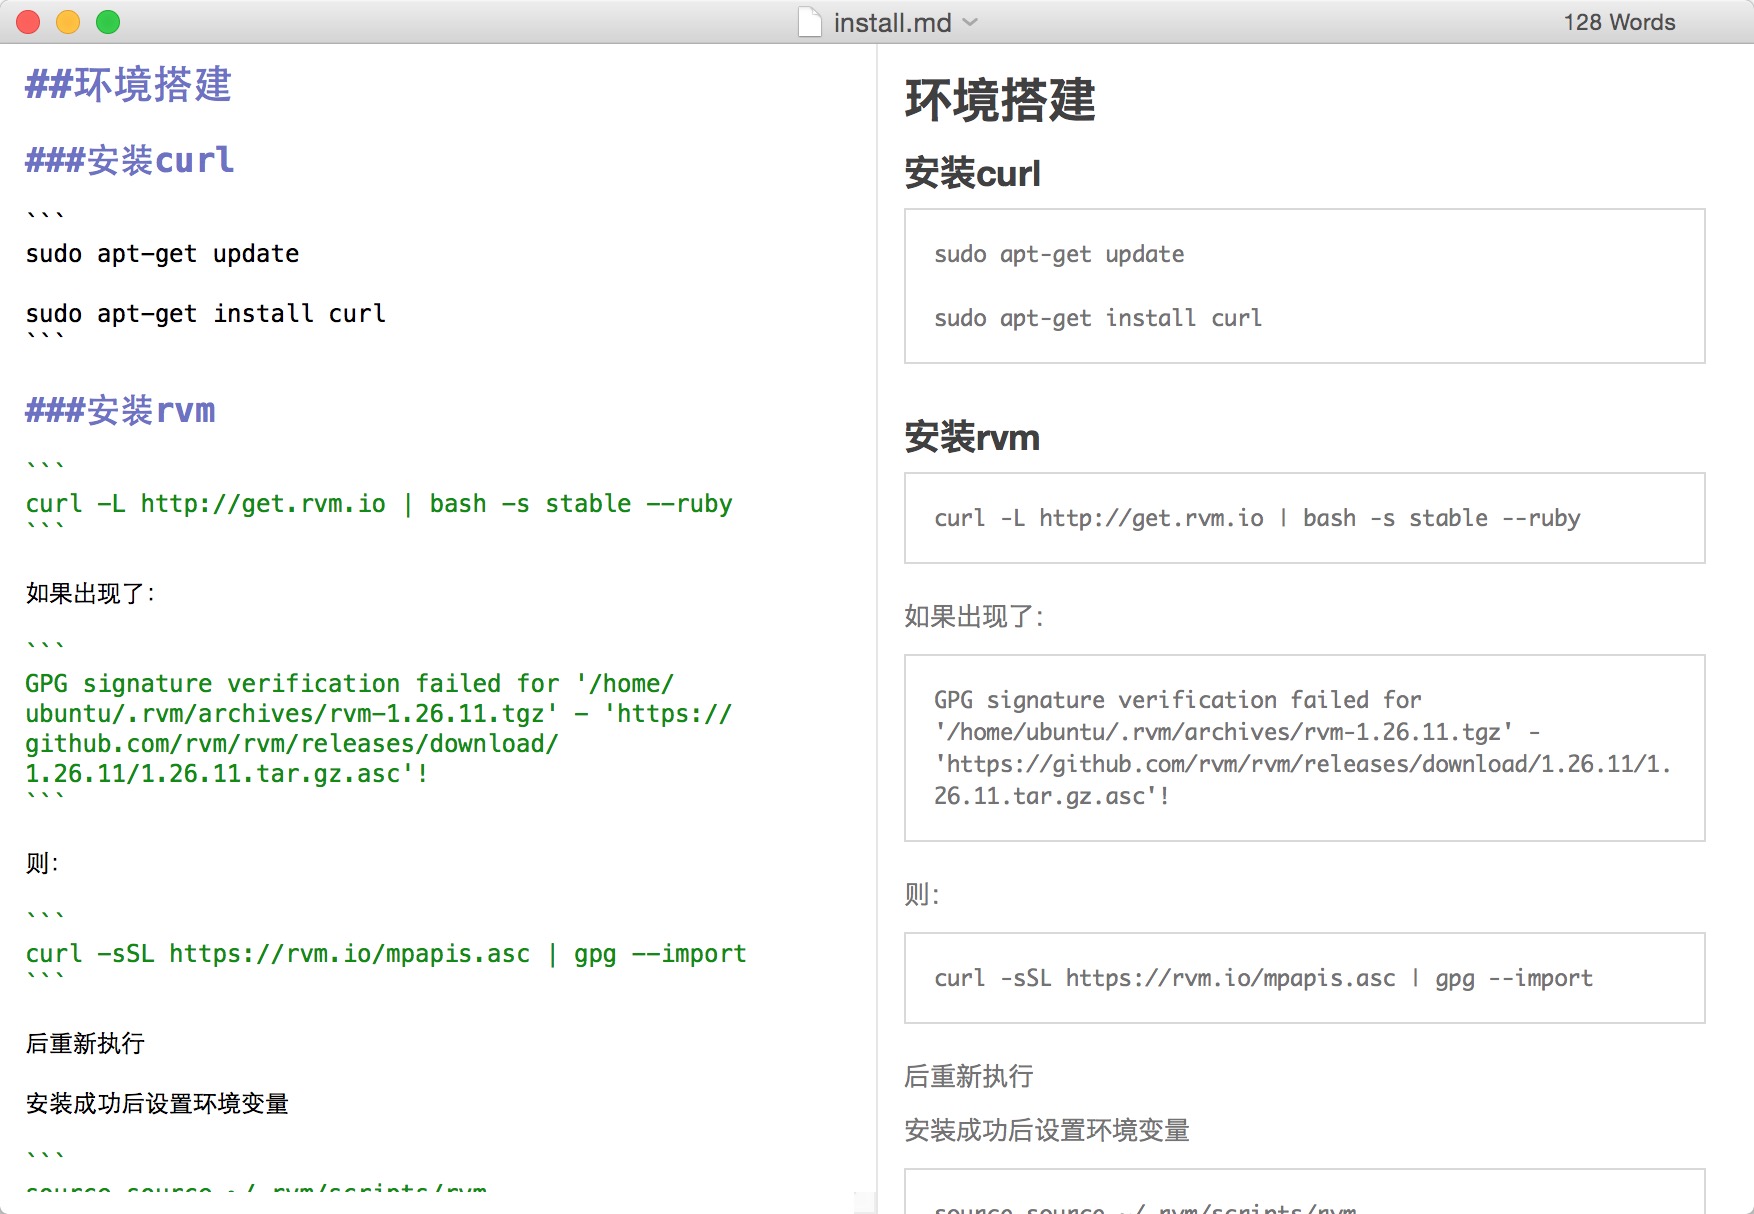 install.md
128 Words
##环境搭建
###安装curl
```
sudo apt-get update
sudo apt-get install curl
```
###安装rvm
```
curl -L http://get.rvm.io | bash -s stable --ruby
```
如果出现了：
```
GPG signature verification failed for '/home/
ubuntu/.rvm/archives/rvm-1.26.11.tgz' - 'https://
github.com/rvm/rvm/releases/download/
1.26.11/1.26.11.tar.gz.asc'!
```
则：
```
curl -sSL https://rvm.io/mpapis.asc | gpg --import
```
后重新执行
安装成功后设置环境变量
```
source source ~/.rvm/scripts/rvm
环境搭建
安装curl
sudo apt-get update
sudo apt-get install curl
安装rvm
curl -L http://get.rvm.io | bash -s stable --ruby
如果出现了：
GPG signature verification failed for
'/home/ubuntu/.rvm/archives/rvm-1.26.11.tgz' -
'https://github.com/rvm/rvm/releases/download/1.26.11/1.
26.11.tar.gz.asc'!
则：
curl -sSL https://rvm.io/mpapis.asc | gpg --import
后重新执行
安装成功后设置环境变量
source source ~/.rvm/scripts/rvm